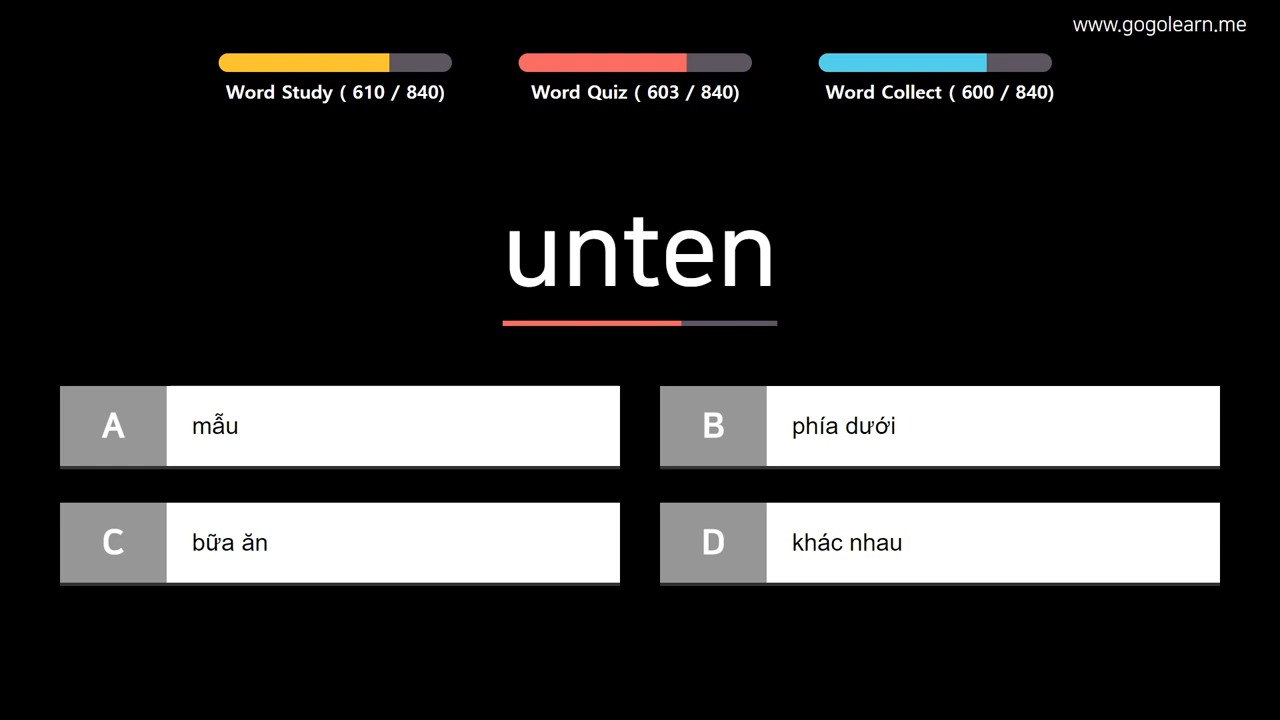 www.gogolearn.me
Word Study ( 610 / 840)
Word Quiz ( 603 / 840)
Word Collect ( 600 / 840)
unten
A
mẫu
B
phía dưới
C
bữa ăn
D
khác nhau